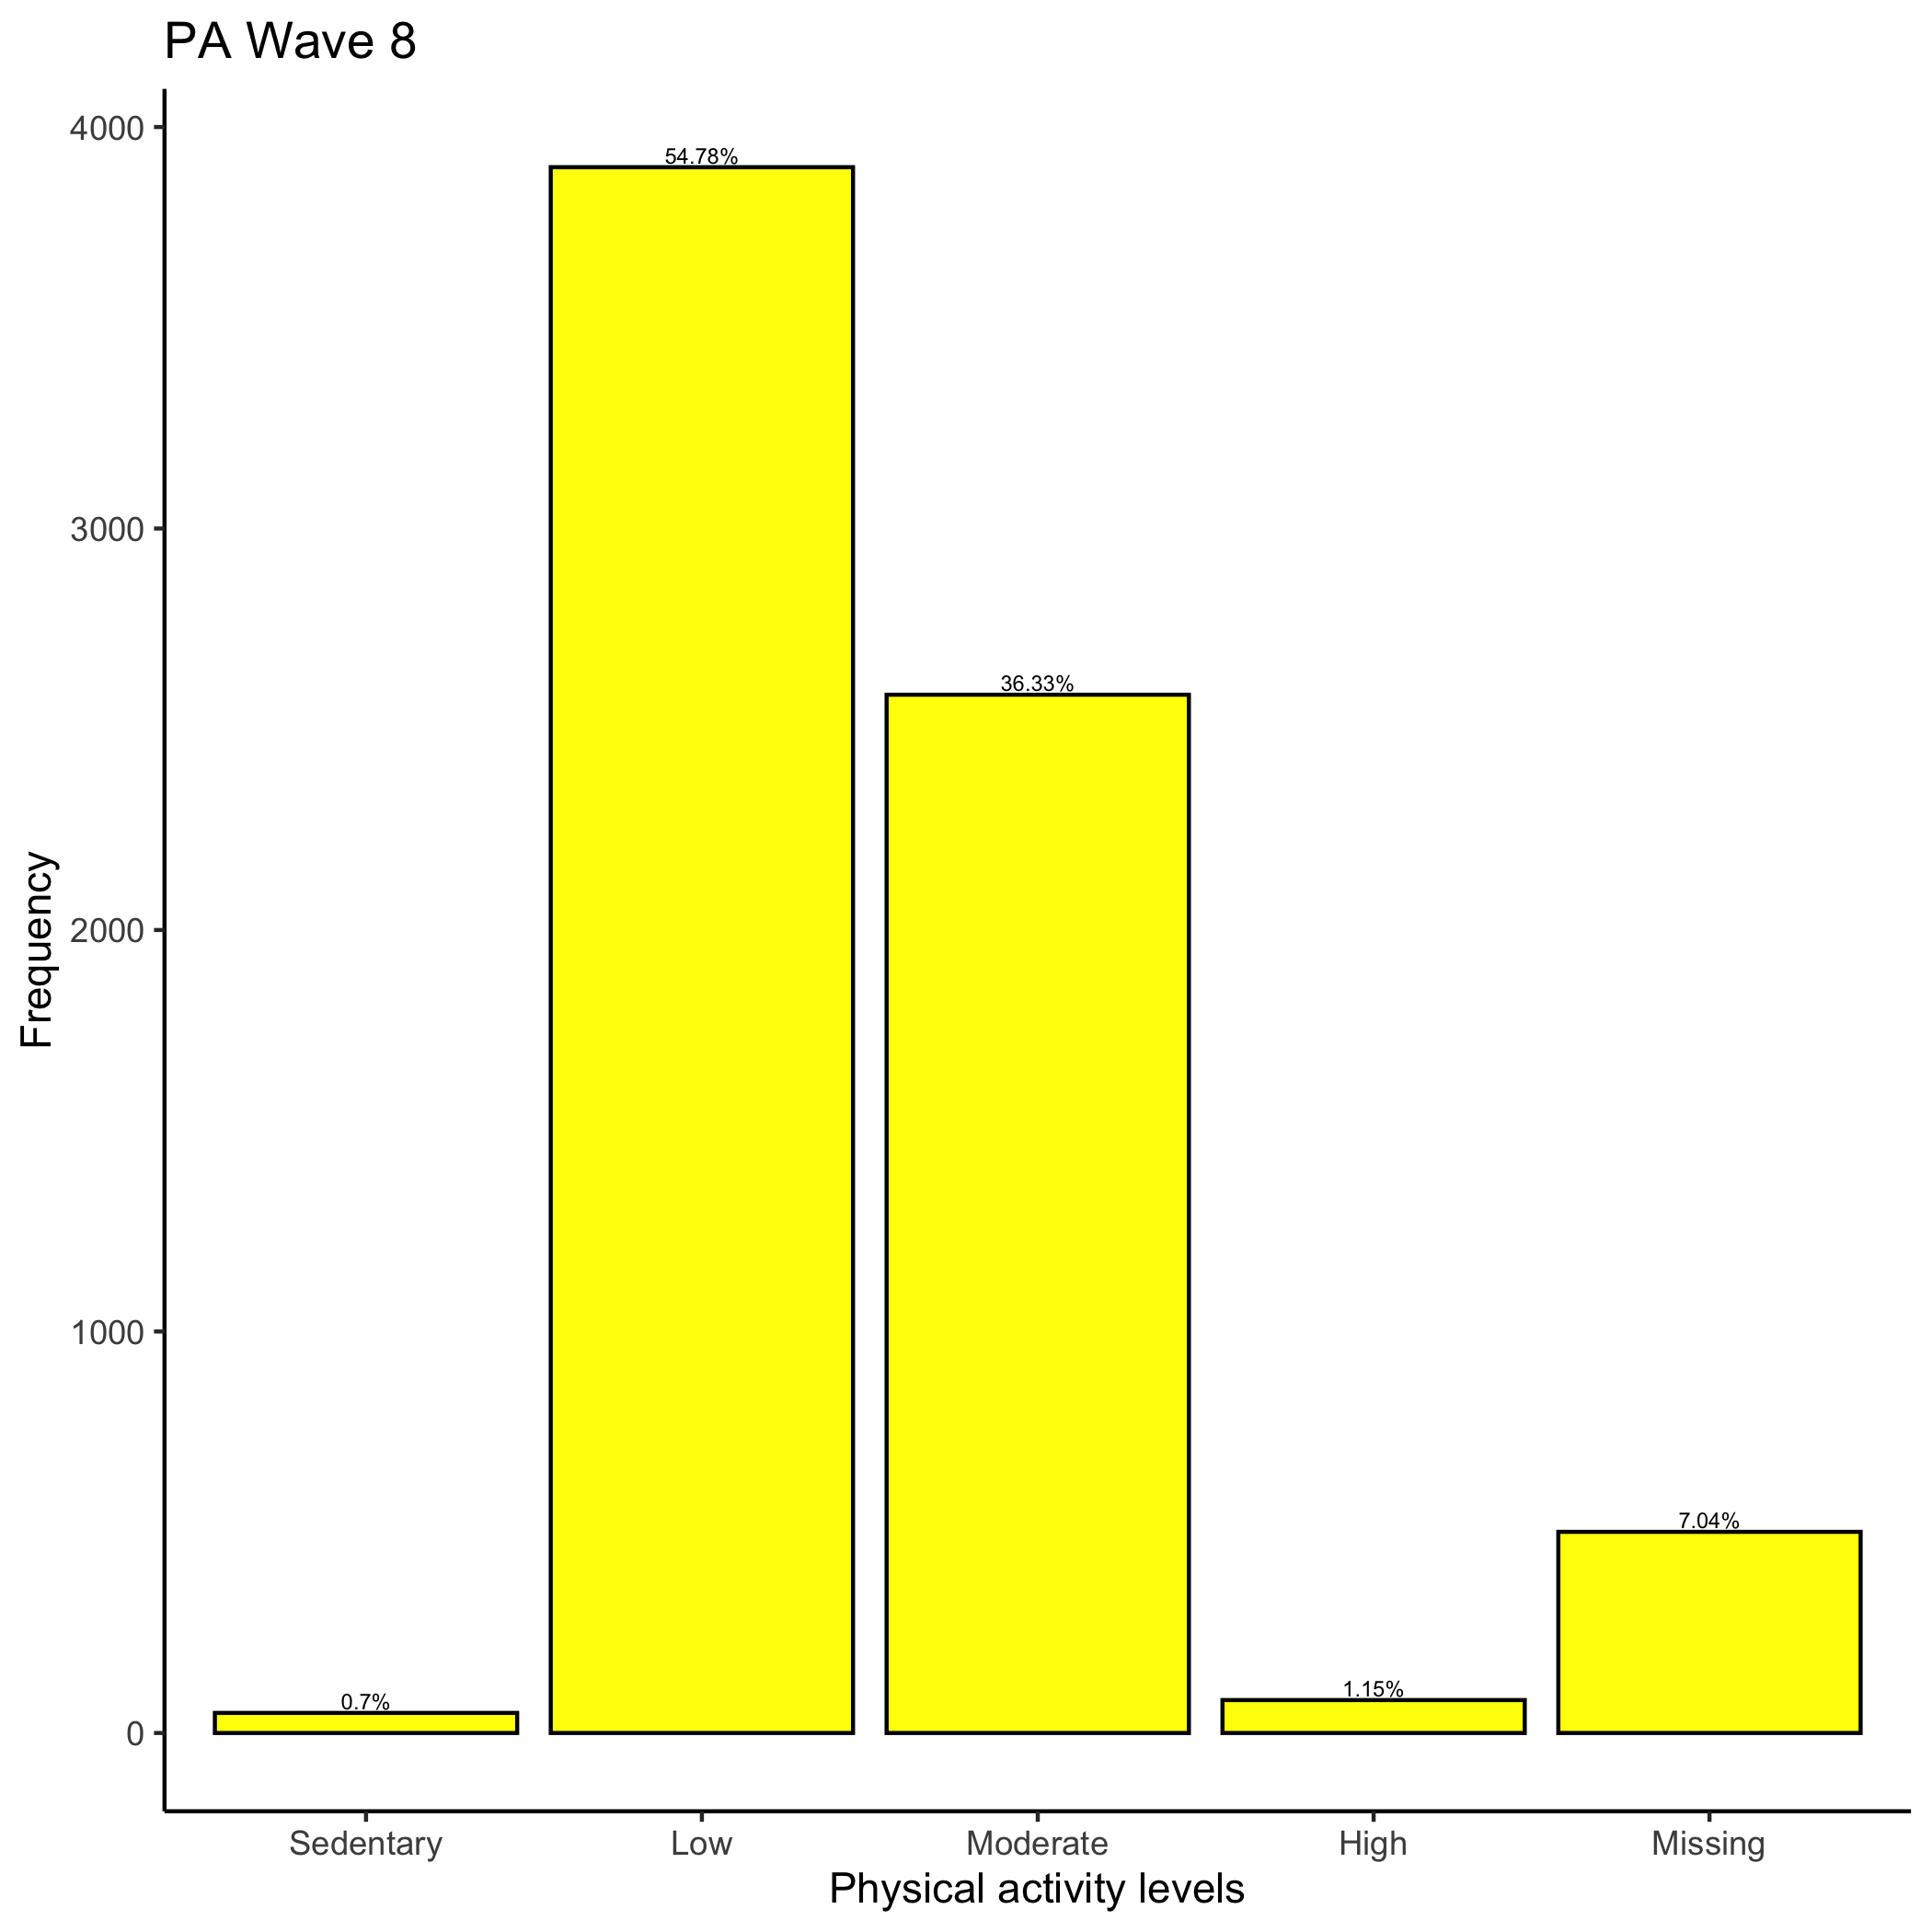 PA Wave 8
4000
3000
2000
1000
0
Frequency
0.7%
54.78%
36.33%
1.15%
7.04%
Sedentary Low Moderate High Missing
Physical activity levels